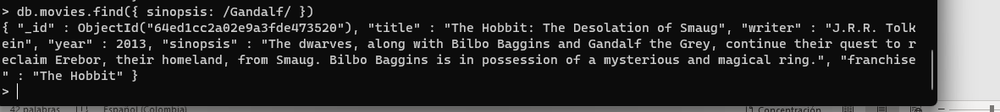 > db.movies.find({ sinopsis: /Gandalf/ })
{ "_id" : ObjectId("64ed1cc2a02e9a3fde473520"), "title" : "The Hobbit: The Desolation of Smaug", "writer" : "J.R.R. Tolk
ein", "year" : 2013, "sinopsis" : "The dwarves, along with Bilbo Baggins and Gandalf the Grey, continue their quest to r
eclaim Erebor, their homeland, from Smaug. Bilbo Baggins is in possession of a mysterious and magical ring.", "franchise
" : "The Hobbit" }
>
42 palabras Español (Colombia) Concentración